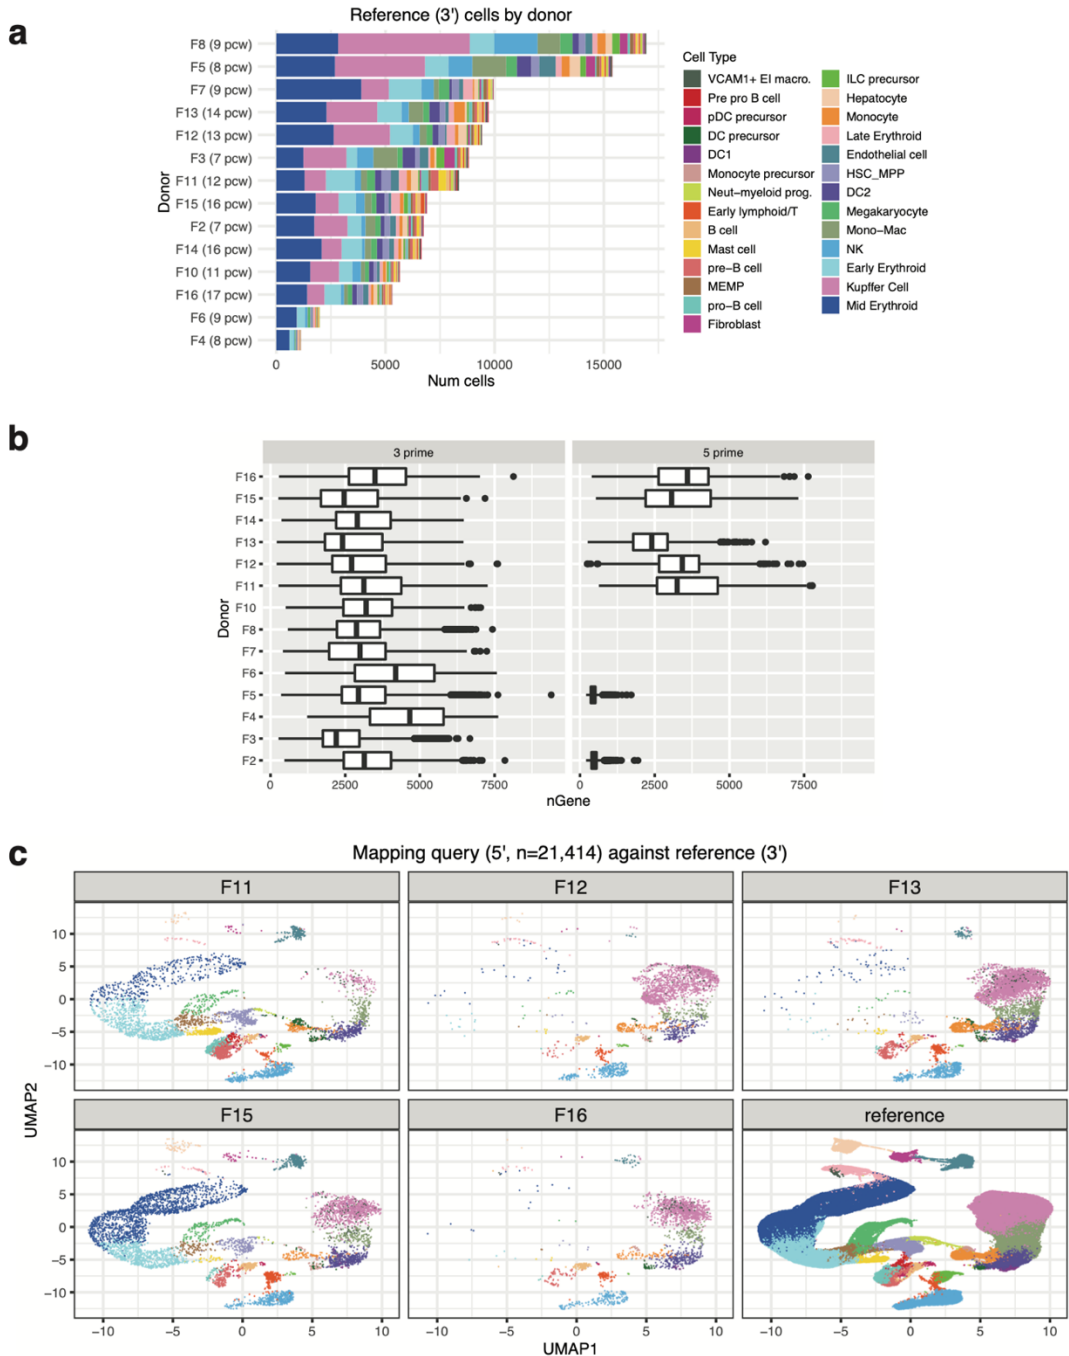 a
Reference (3') cells by donor
F8 (9 pcw)
F5 (8 pcw)
F7 (9 pcw)
F13 (14 pcw)
F12 (13 pcw)
F3 (7 pcw)
F11 (12 pcw)
F15 (16 pcw)
F2 (7 pcw)
F14 (16 pcw)
F10 (11 pcw)
F16 (17 pcw)
F6 (9 pcw)
F4 (8 pcw)
Donor
0 5000 10000 15000
Num cells
Cell Type
VCAM1+ EI macro.
Pre pro B cell
pDC precursor
DC precursor
DC1
Monocyte precursor
Neut−myeloid prog.
Early lymphoid/T
B cell
Mast cell
pre−B cell
MEMP
pro−B cell
Fibroblast
ILC precursor
Hepatocyte
Monocyte
Late Erythroid
Endothelial cell
HSC_MPP
DC2
Megakaryocyte
Mono−Mac
NK
Early Erythroid
Kupffer Cell
Mid Erythroid
b
3 prime 5 prime
F16
F15
F14
F13
F12
F11
F10
F8
F7
F6
F5
F4
F3
F2
Donor
0 2500 5000 7500 0 2500 5000 7500
nGene
c
Mapping query (5', n=21,414) against reference (3')
F11 F12 F13
10
5
0
−5
−10
F15 F16 reference
10
5
0
−5
−10
UMAP2
−10 −5 0 5 10 −10 −5 0 5 10 −10 −5 0 5 10
UMAP1